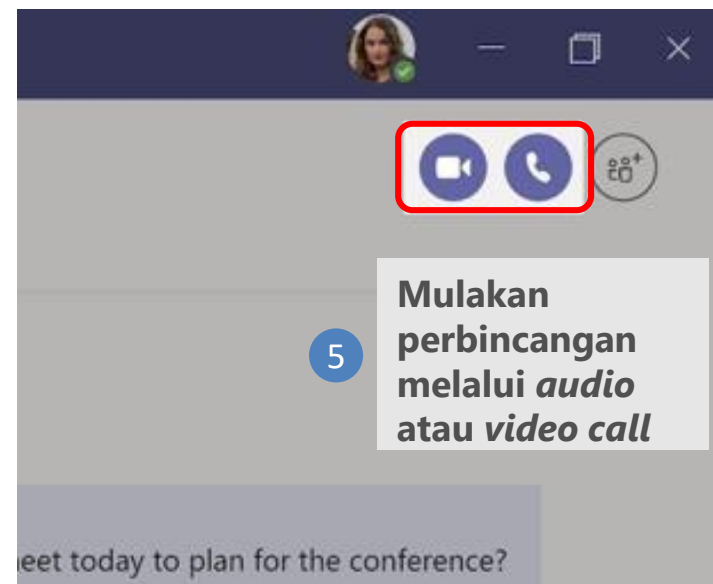 5
Mulakan
perbincangan
melalui audio
atau video call
eet today to plan for the conference?